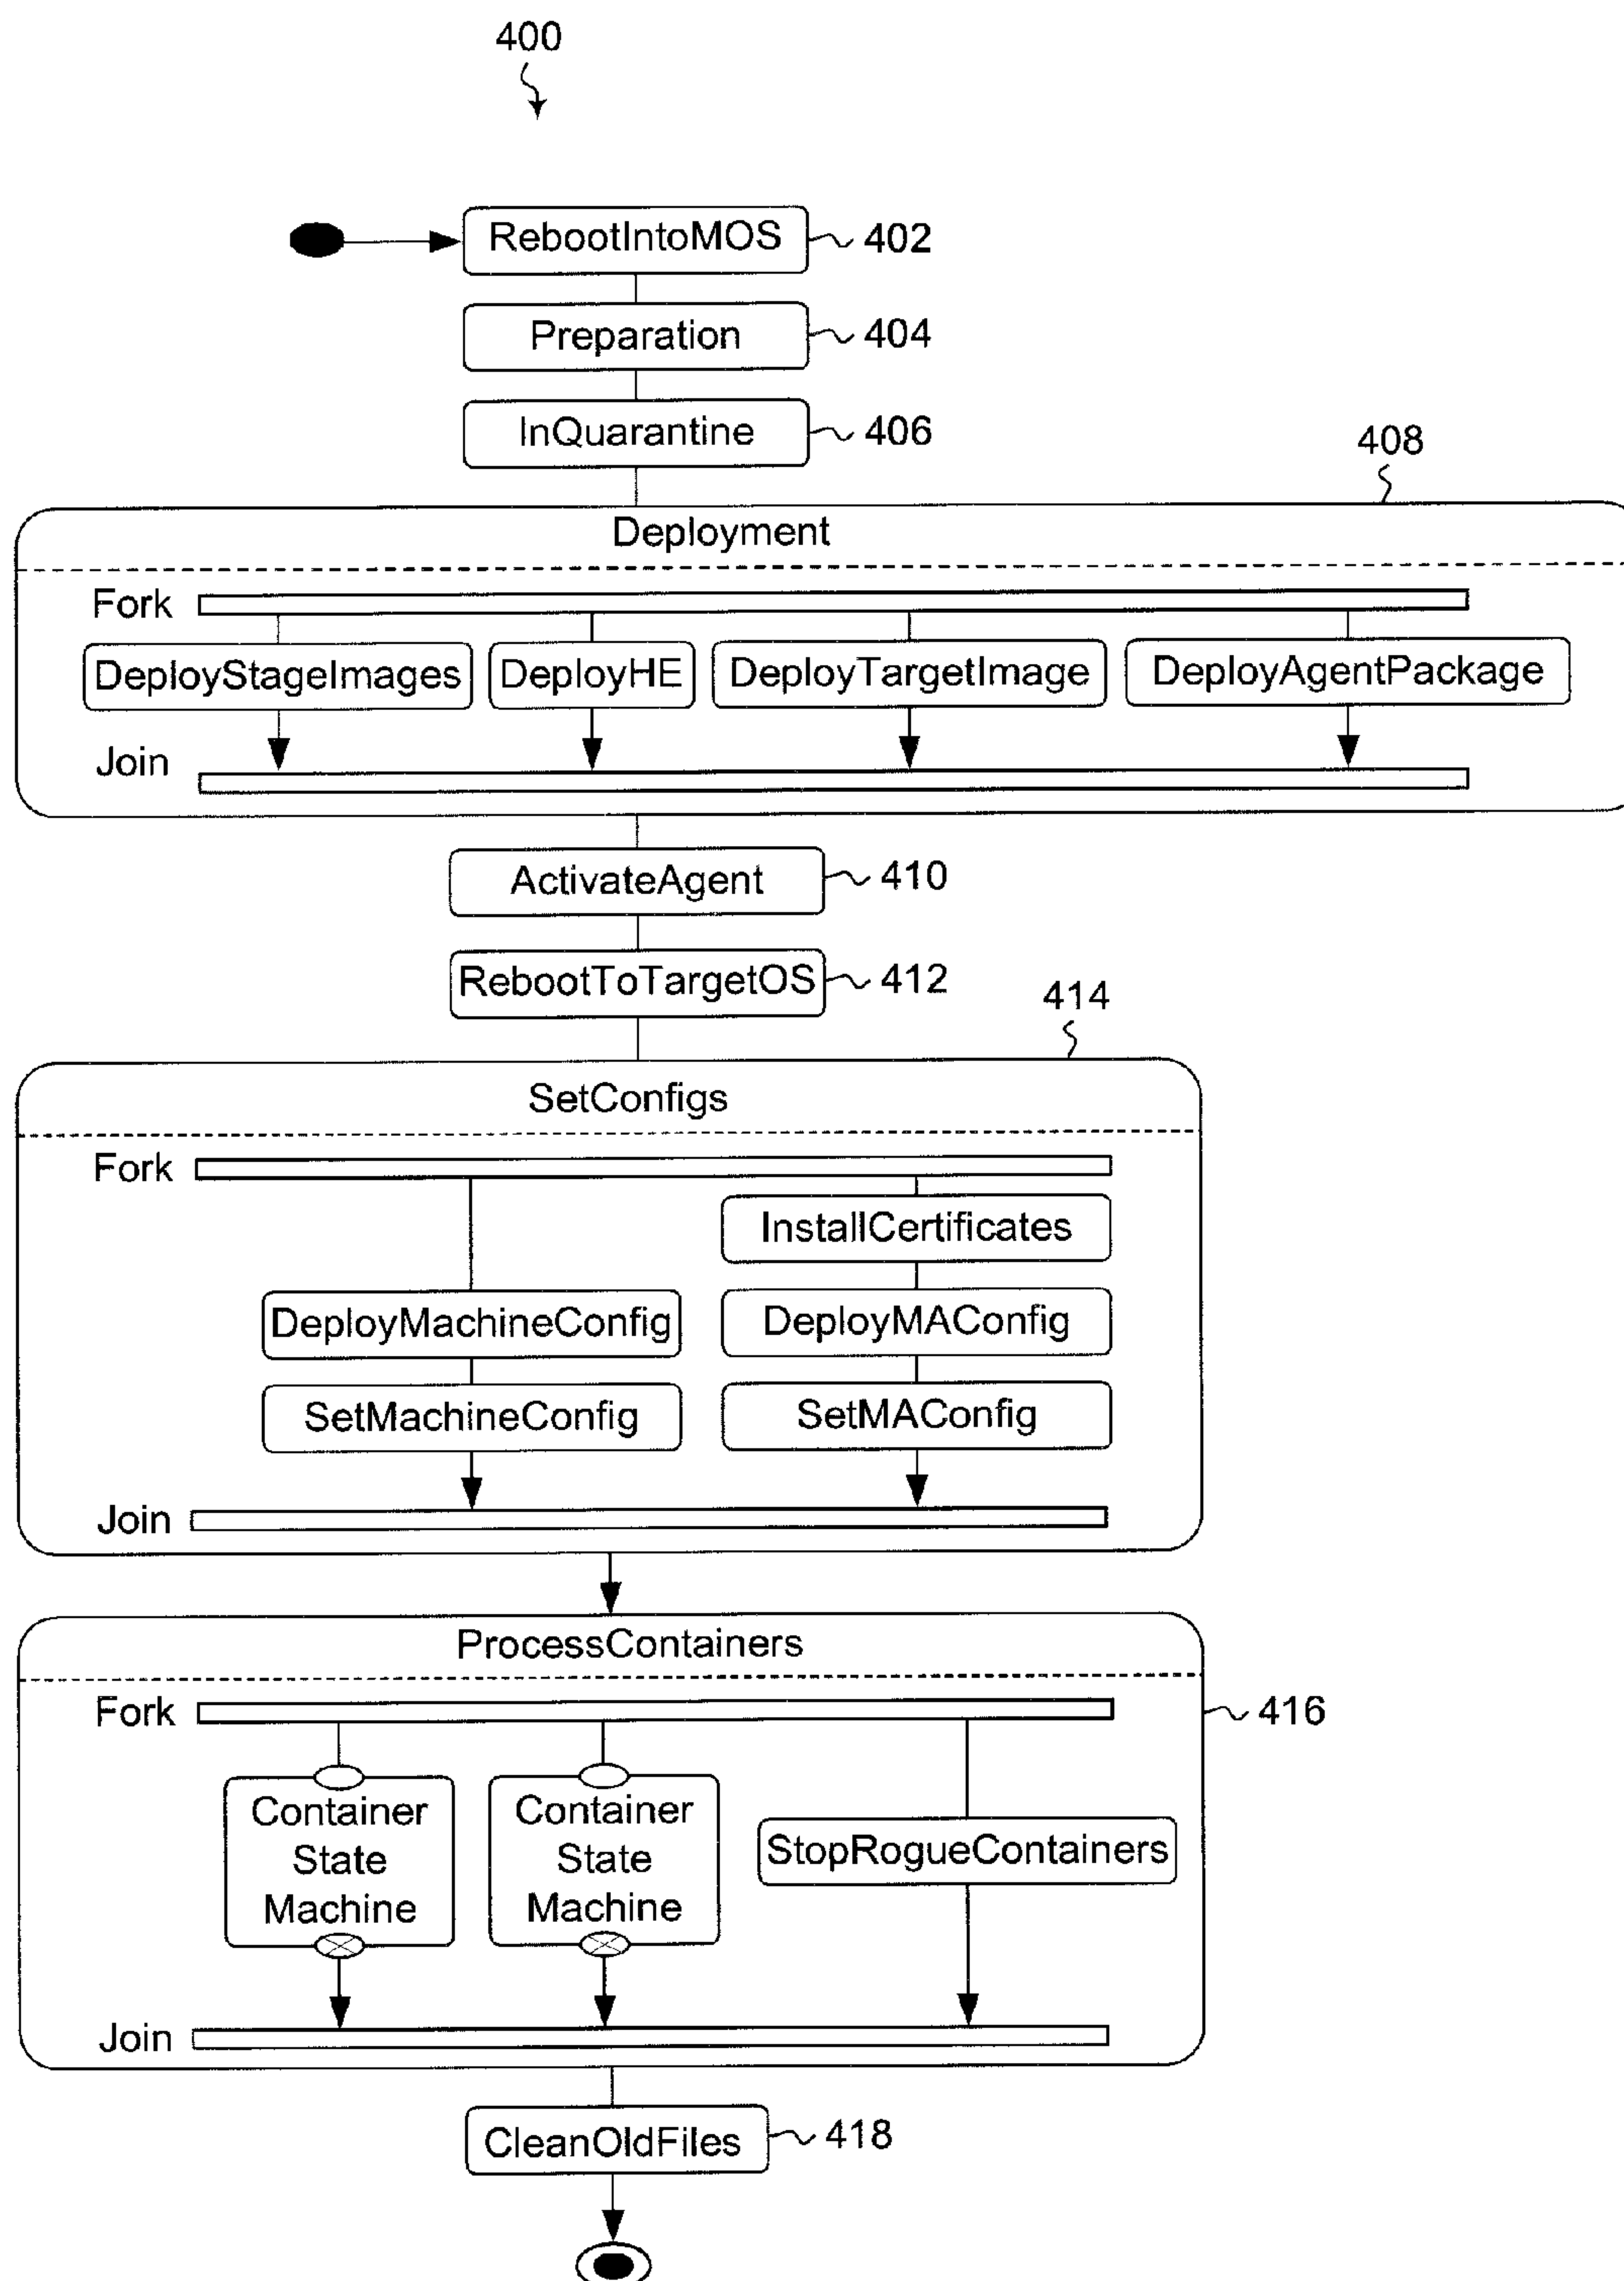 400
RebootIntoMOS 402
Preparation 404
InQuarantine 406
408
Deployment
Fork
DeployStageImages DeployHE DeployTargetImage DeployAgentPackage
Join
ActivateAgent 410
RebootToTargetOS 412
414
SetConfigs
Fork
InstallCertificates
DeployMachineConfig DeployMAConfig
SetMachineConfig SetMAConfig
Join
ProcessContainers
Fork
416
Container
State
Machine
Container
State
Machine
StopRogueContainers
Join
CleanOldFiles 418